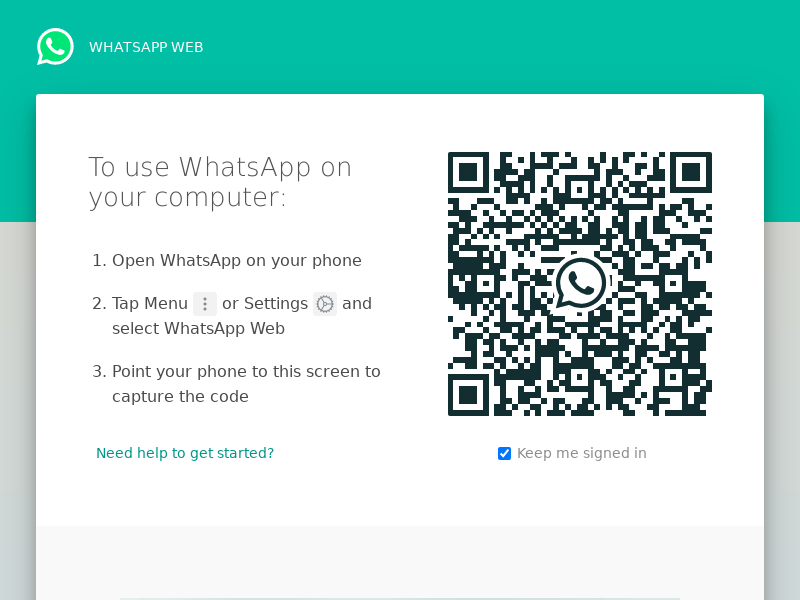 WHATSAPP WEB
To use WhatsApp on
your computer:
1. Open WhatsApp on your phone
2. Tap Menu or Settings and
select WhatsApp Web
3. Point your phone to this screen to
capture the code
Need help to get started?
Keep me signed in